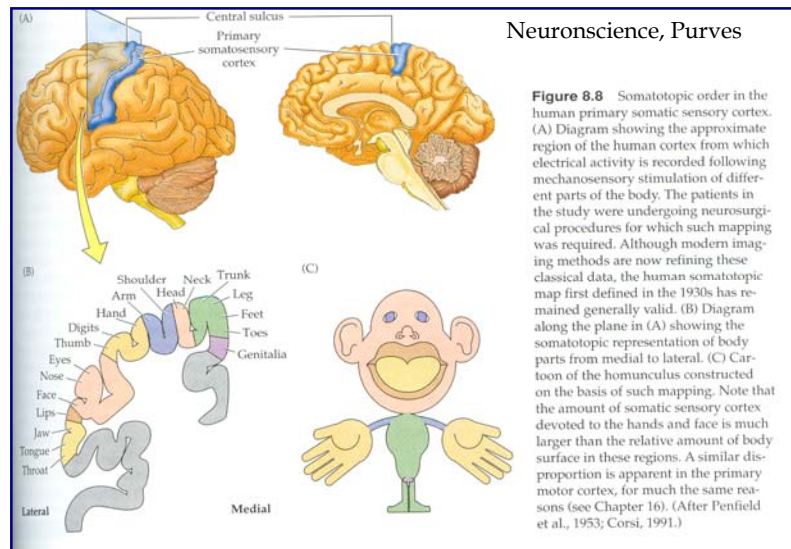 (A)
Central sulcus
Primary
somatosensory
cortex
Neuronscience, Purves
Figure 8.8 Somatotopic order in the
human primary somatic sensory cortex.
(A) Diagram showing the approximate
region of the human cortex from which
electrical activity is recorded following
mechanosensory stimulation of differ-
ent parts of the body. The patients in
the study were undergoing neurosurgi-
cal procedures for which such mapping
was required. Although modern imag-
ing methods are now refining these
classical data, the human somatotopic
map first defined in the 1930s has re-
mained generally valid. (B) Diagram
along the plane in (A) showing the
somatotopic representation of body
parts from medial to lateral. (C) Car-
toon of the homunculus constructed
on the basis of such mapping. Note that
the amount of somatic sensory cortex
devoted to the hands and face is much
larger than the relative amount of body
surface in these regions. A similar dis-
proportion is apparent in the primary
motor cortex, for much the same rea-
sons (see Chapter 16). (After Penfield
et al., 1953; Corsi, 1991.)
(B)
Throat
Tongue
Jaw
Lips
Face
Nose
Eyes
Thumb
Digits
Hand
Arm
Shoulder
Head
Neck
Trunk
Leg
Feet
Toes
Genitalia
Lateral
Medial
(C)